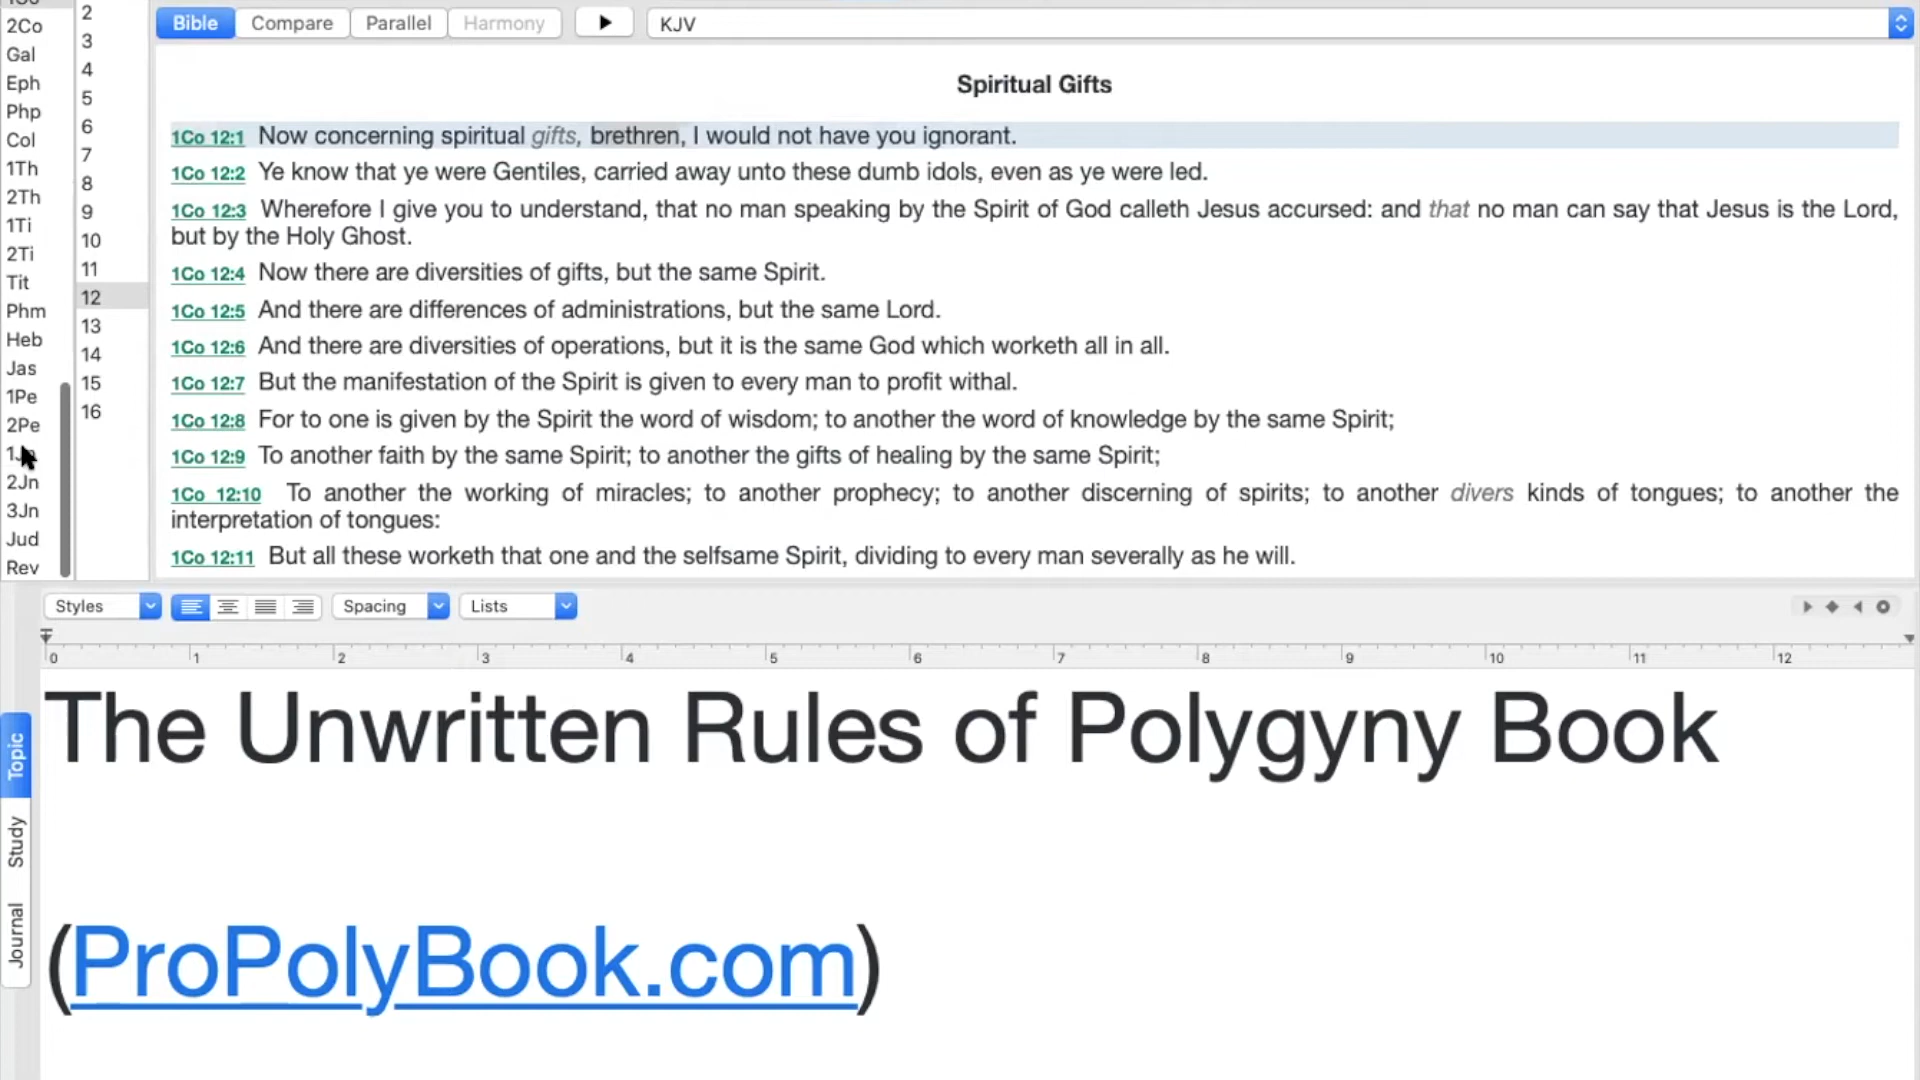 2Co
Gal
Eph
Php
Col
1Th
2Th
1Ti
2Ti
Tit
Phm
Heb
Jas
1Pe
2Pe
2Jn
3Jn
Jud
Rev
2
3
4
5
6
7
8
9
10
11
12
13
14
15
16
Bible Compare Parallel Harmony KJV
Spiritual Gifts
1Co 12:1 Now concerning spiritual gifts, brethren, I would not have you ignorant.
1Co 12:2 Ye know that ye were Gentiles, carried away unto these dumb idols, even as ye were led.
1Co 12:3 Wherefore I give you to understand, that no man speaking by the Spirit of God calleth Jesus accursed: and that no man can say that Jesus is the Lord,
but by the Holy Ghost.
1Co 12:4 Now there are diversities of gifts, but the same Spirit.
1Co 12:5 And there are differences of administrations, but the same Lord.
1Co 12:6 And there are diversities of operations, but it is the same God which worketh all in all.
1Co 12:7 But the manifestation of the Spirit is given to every man to profit withal.
1Co 12:8 For to one is given by the Spirit the word of wisdom; to another the word of knowledge by the same Spirit;
1Co 12:9 To another faith by the same Spirit; to another the gifts of healing by the same Spirit;
1Co 12:10 To another the working of miracles; to another prophecy; to another discerning of spirits; to another divers kinds of tongues; to another the
interpretation of tongues:
1Co 12:11 But all these worketh that one and the selfsame Spirit, dividing to every man severally as he will.
Styles Spacing Lists
0 1 2 3 4 5 6 7 8 9 10 11 12
Topic
Study
Journal
The Unwritten Rules of Polygyny Book
(ProPolyBook.com)